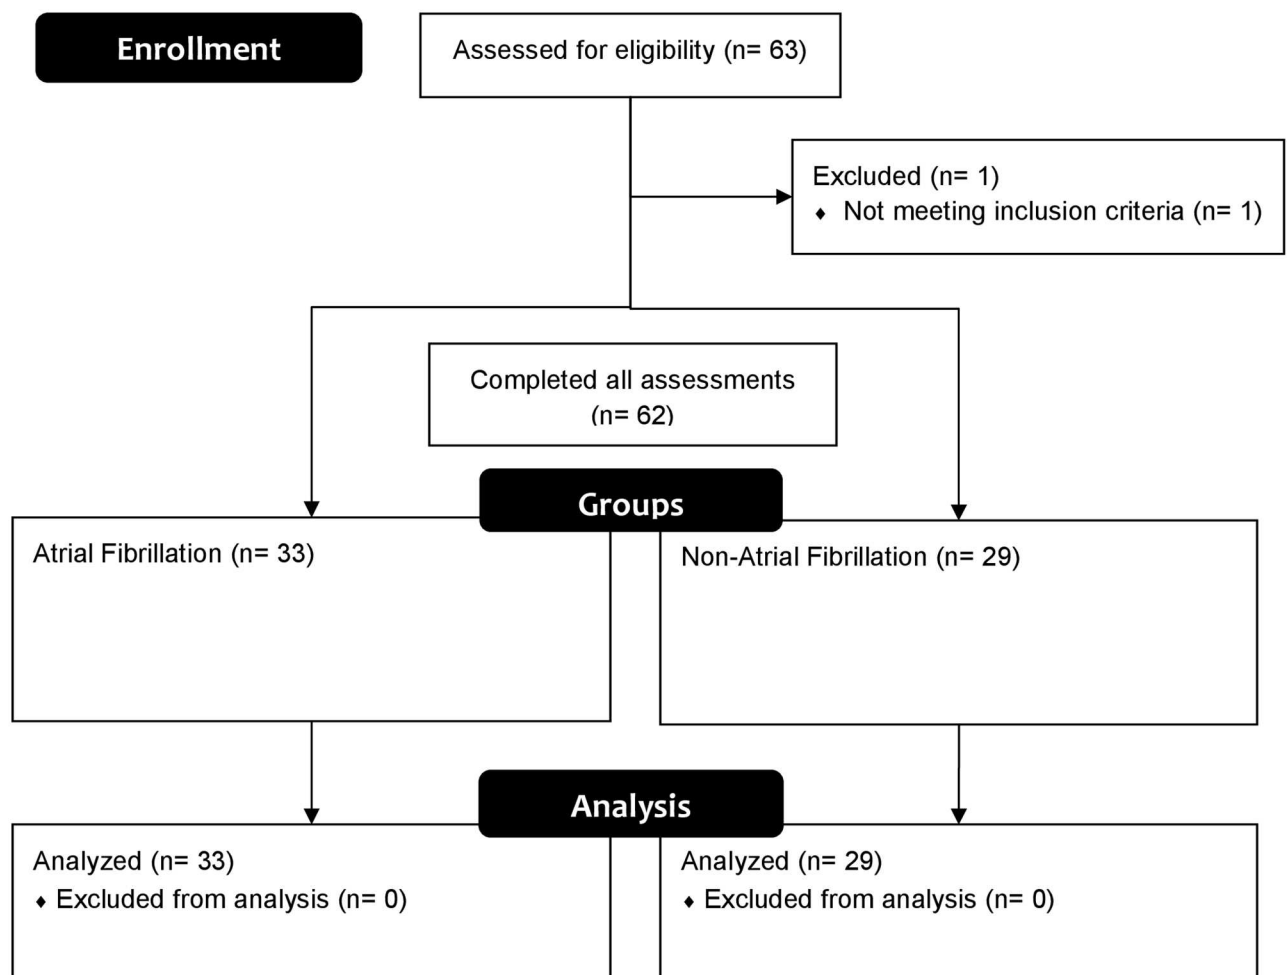 Enrollment
Assessed for eligibility (n= 63)
Excluded (n= 1)
♦ Not meeting inclusion criteria (n= 1)
Completed all assessments
(n= 62)
Groups
Atrial Fibrillation (n= 33)
Non-Atrial Fibrillation (n= 29)
Analysis
Analyzed (n= 33)
♦ Excluded from analysis (n= 0)
Analyzed (n= 29)
♦ Excluded from analysis (n= 0)